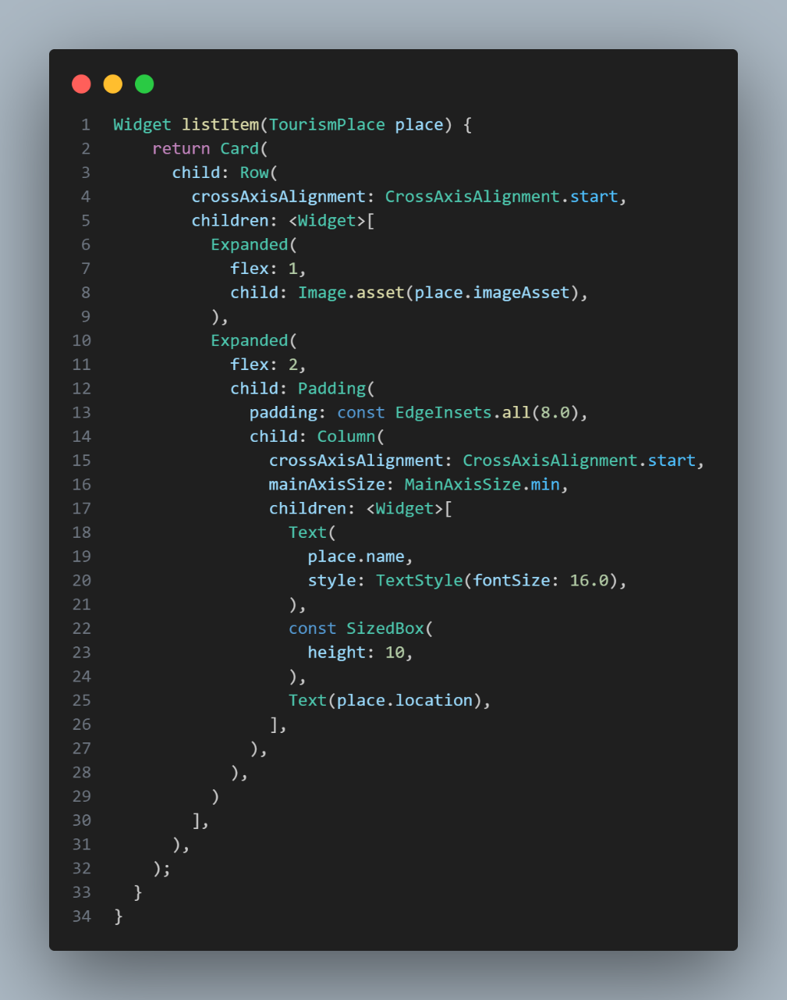 1 Widget listItem(TourismPlace place) {
2     return Card(
3       child: Row(
4         crossAxisAlignment: CrossAxisAlignment.start,
5         children: <Widget>[
6           Expanded(
7             flex: 1,
8             child: Image.asset(place.imageAsset),
9           ),
10           Expanded(
11             flex: 2,
12             child: Padding(
13               padding: const EdgeInsets.all(8.0),
14               child: Column(
15                 crossAxisAlignment: CrossAxisAlignment.start,
16                 mainAxisSize: MainAxisSize.min,
17                 children: <Widget>[
18                   Text(
19                     place.name,
20                     style: TextStyle(fontSize: 16.0),
21                   ),
22                   const SizedBox(
23                     height: 10,
24                   ),
25                   Text(place.location),
26                 ],
27               ),
28             ),
29           )
30         ],
31       ),
32     );
33   }
34 }